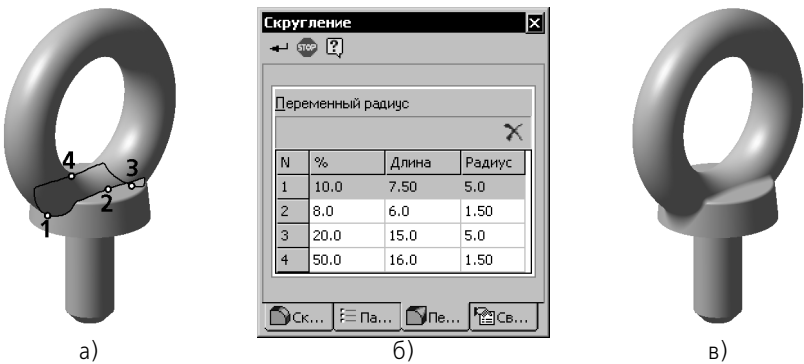 Скругление
STOP
?
Переменный радиус
N % Длина Радиус
1 10.0 7.50 5.0
2 8.0 6.0 1.50
3 20.0 15.0 5.0
4 50.0 16.0 1.50
Ск... Па... Пе... Св...
4
3
2
1
а) б) в)